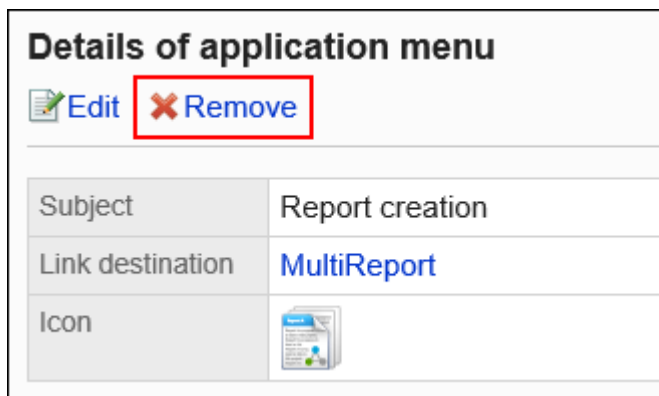 Details of application menu
Edit Remove
Subject Report creation
Link destination MultiReport
Icon